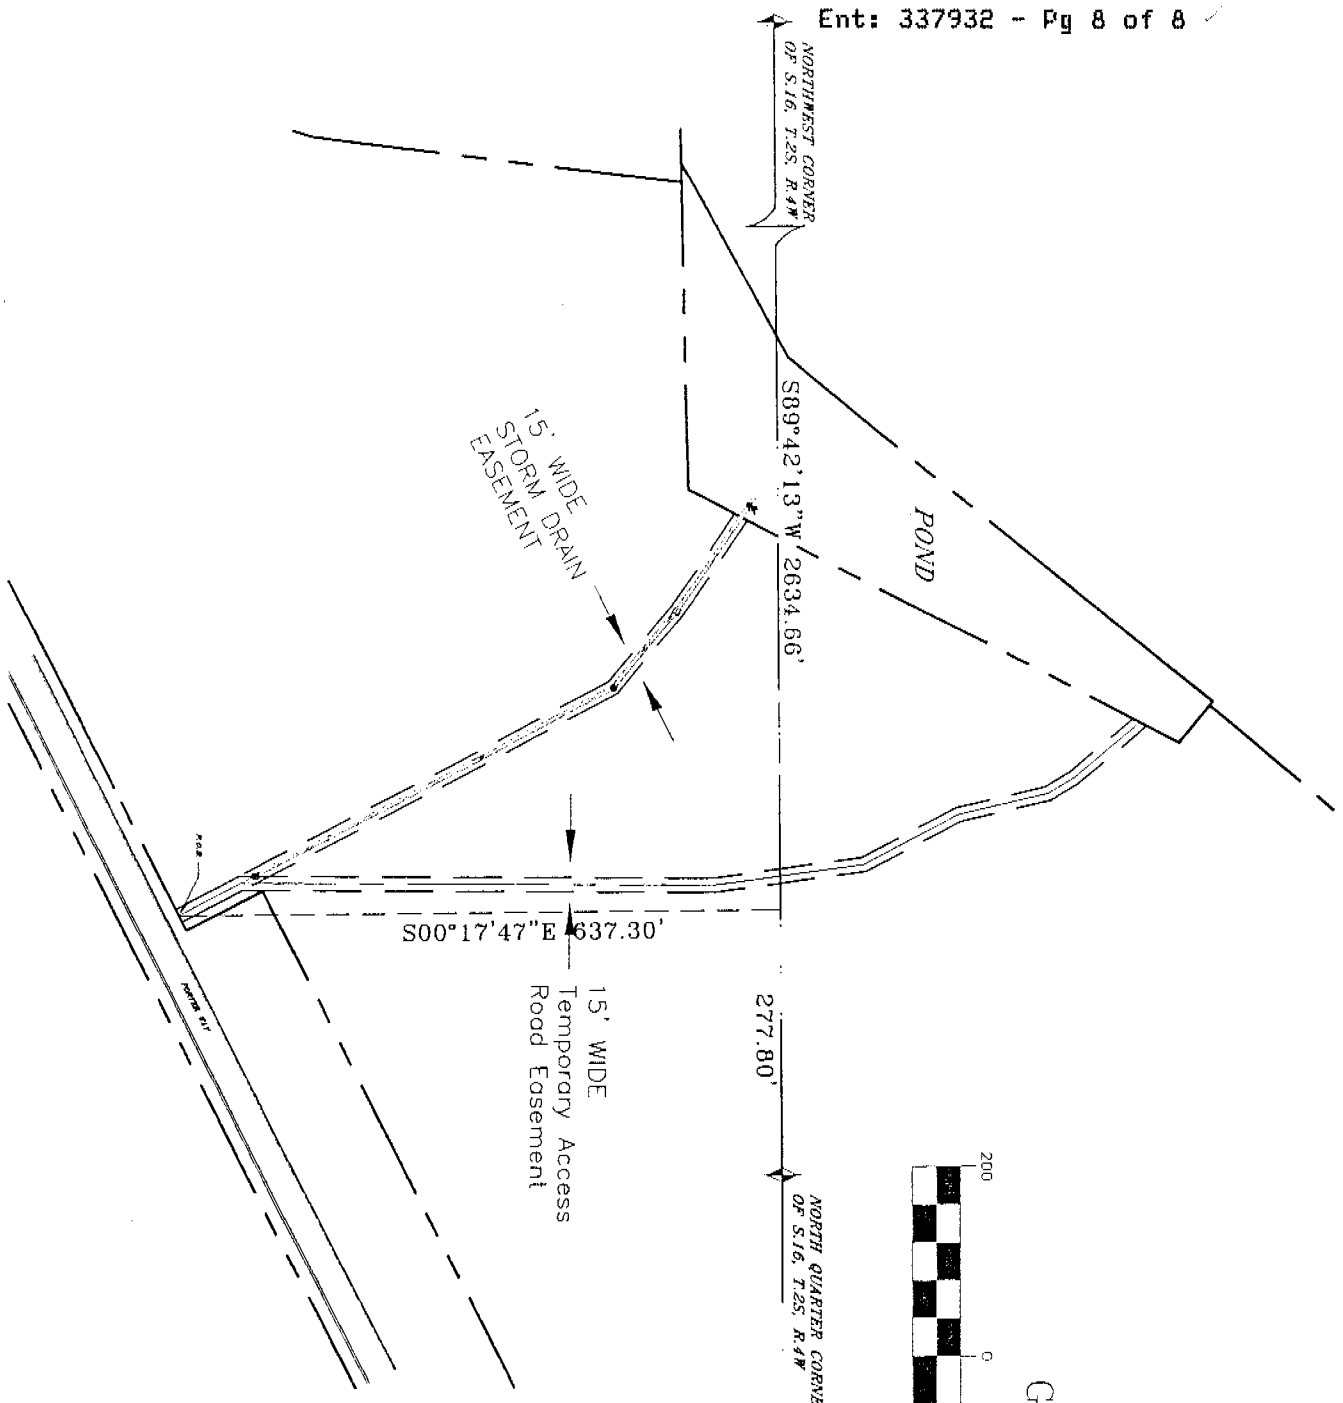 Ent: 337932 - Pg 8 of 8
NORTHWEST CORNER
OF S.16, T.2S, R.4W
S89°42'13"W 2634.66'
POND
15' WIDE
STORM DRAIN
EASEMENT
P.O.B
S00°17'47"E 637.30'
PORTER WAY
15' WIDE
Temporary Access
Road Easement
277.80'
NORTH QUARTER CORNE
OF S.16, T.2S, R.4W
200
0
G